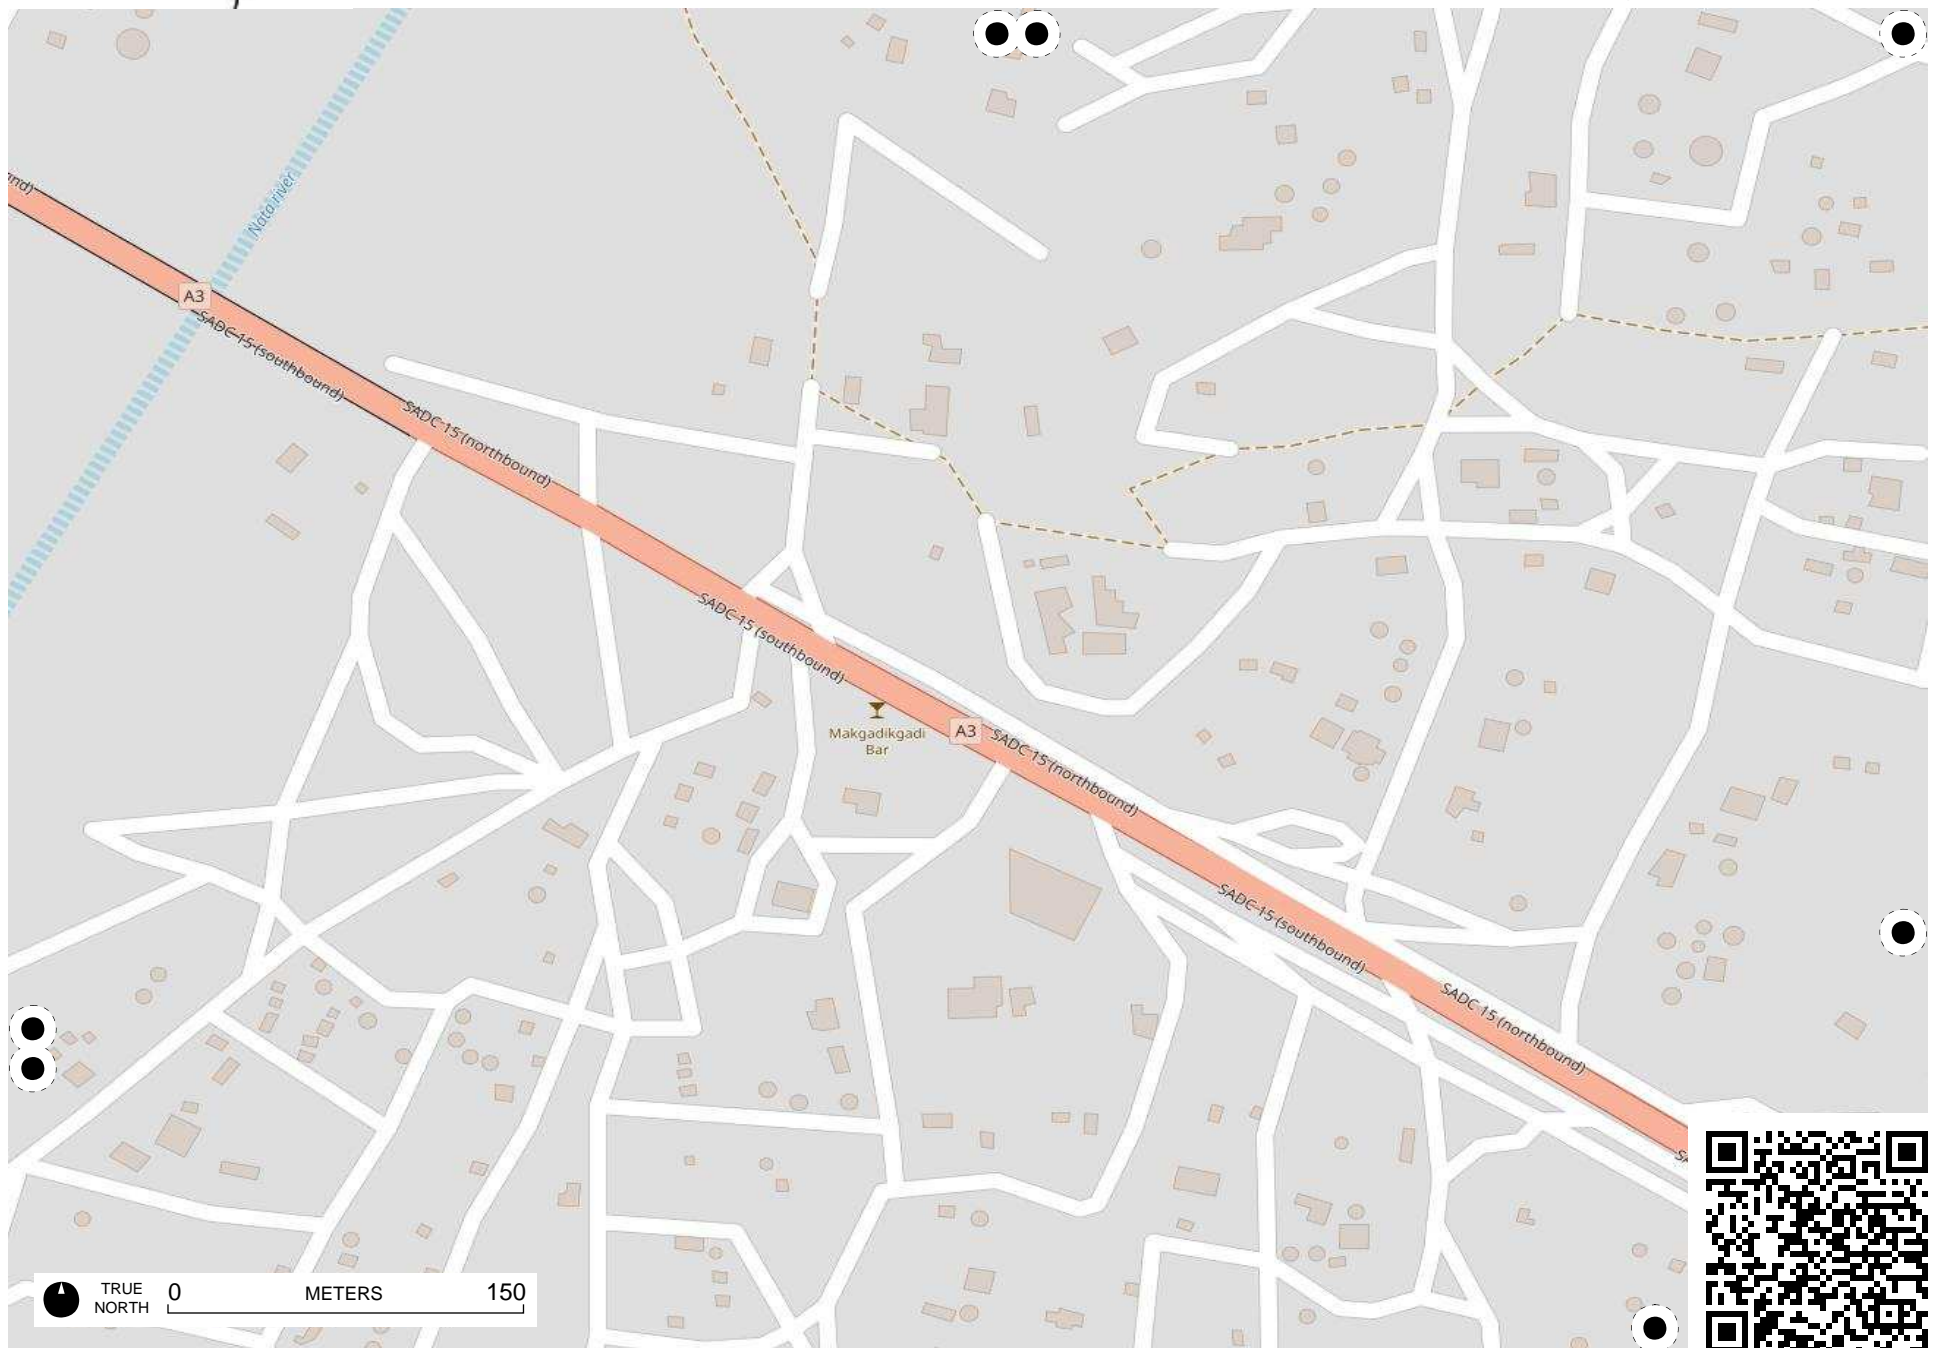 Nata river
A3
SADC 15 (southbound)
SADC 15 (northbound)
SADC 15 (southbound)
Makgadikgadi
Bar
A3
SADC 15 (northbound)
SADC 15 (southbound)
SADC 15 (northbound)
TRUE
NORTH
0
METERS
150